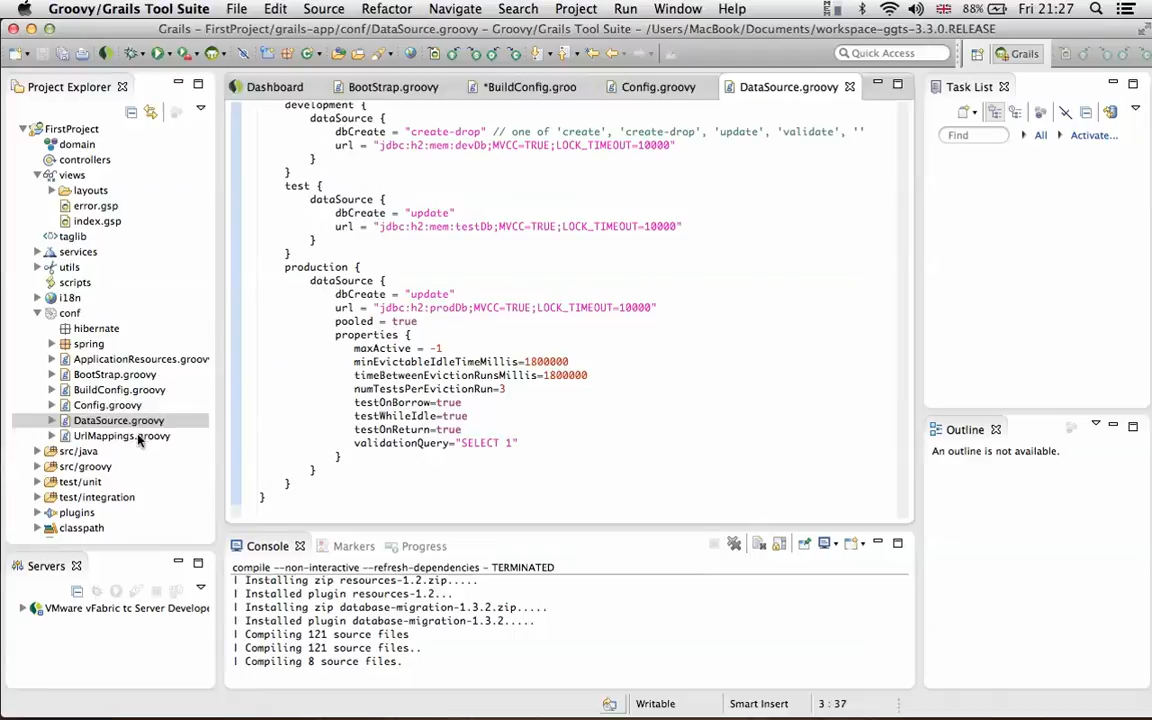 Groovy/Grails Tool Suite File Edit Source Refactor Navigate Search Project Run Window Help 88% Fri 21:27
Grails - FirstProject/grails-app/conf/DataSource.groovy - /Users/MacBook/Documents/workspace-ggts-3.3.0.RELEASE
Quick Access Grails
Project Explorer
FirstProject
domain
controllers
views
layouts
error.gsp
index.gsp
taglib
services
utils
scripts
i18n
conf
hibernate
spring
ApplicationResources.groov
BootStrap.groovy
BuildConfig.groovy
Config.groovy
DataSource.groovy
UrlMappings.groovy
src/java
src/groovy
test/unit
test/integration
plugins
classpath
Servers
VMware vFabric tc Server Develope
Dashboard BootStrap.groovy *BuildConfig.groo Config.groovy DataSource.groovy
development {
dataSource {
dbCreate = "create-drop" // one of 'create', 'create-drop', 'update', 'validate', ''
url = "jdbc:h2:mem:devDb;MVCC=TRUE;LOCK_TIMEOUT=10000"
}
}
test {
dataSource {
dbCreate = "update"
url = "jdbc:h2:mem:testDb;MVCC=TRUE;LOCK_TIMEOUT=10000"
}
}
production {
dataSource {
dbCreate = "update"
url = "jdbc:h2:prodDb;MVCC=TRUE;LOCK_TIMEOUT=10000"
pooled = true
properties {
maxActive = -1
minEvictableIdleTimeMillis=1800000
timeBetweenEvictionRunsMillis=1800000
numTestsPerEvictionRun=3
testOnBorrow=true
testWhileIdle=true
testOnReturn=true
validationQuery="SELECT 1"
}
}
}
}
Console Markers Progress
compile --non-interactive --refresh-dependencies - TERMINATED
| Installing zip resources-1.2.zip.....
| Installed plugin resources-1.2...
| Installing zip database-migration-1.3.2.zip.....
| Installed plugin database-migration-1.3.2.....
| Compiling 121 source files
| Compiling 121 source files..
| Compiling 8 source files.
Task List
Find All Activate...
Outline
An outline is not available.
Writable Smart Insert 3 : 37